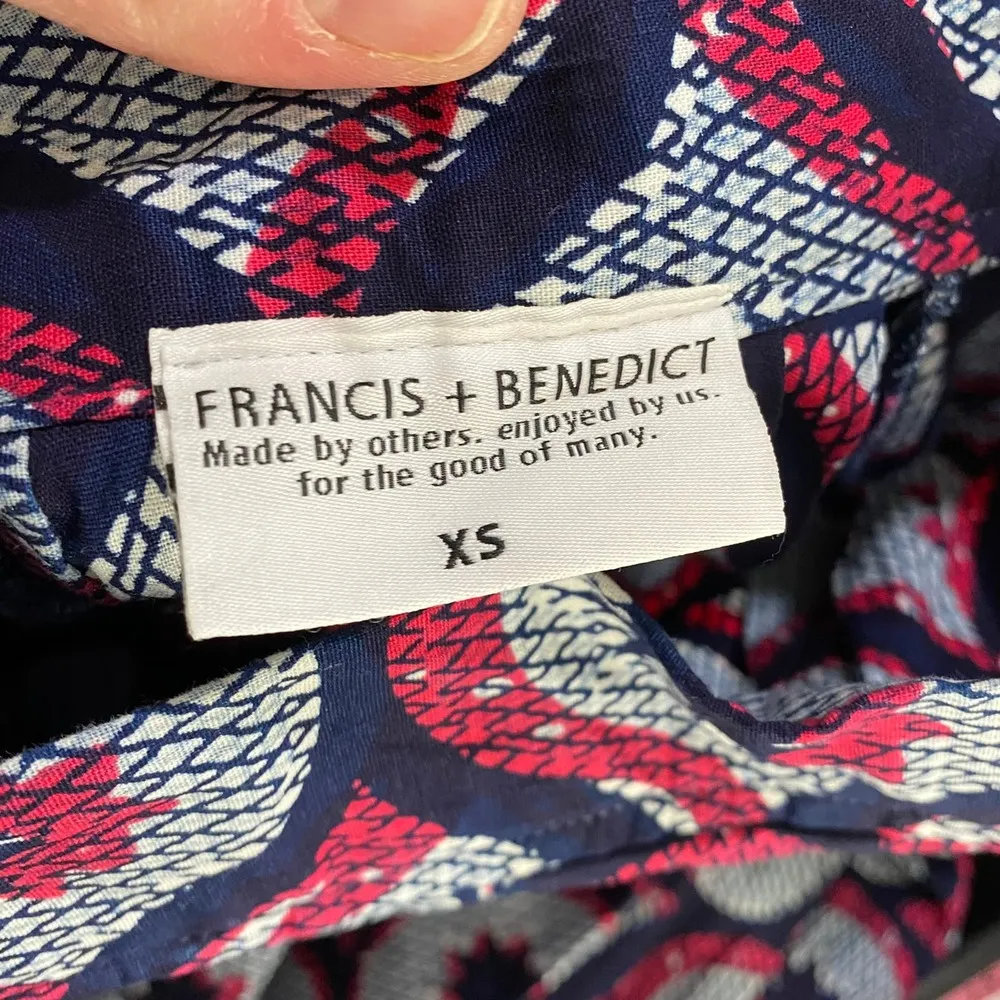 FRANCIS + BENEDICT
Made by others. enjoyed by us.
for the good of many.
XS